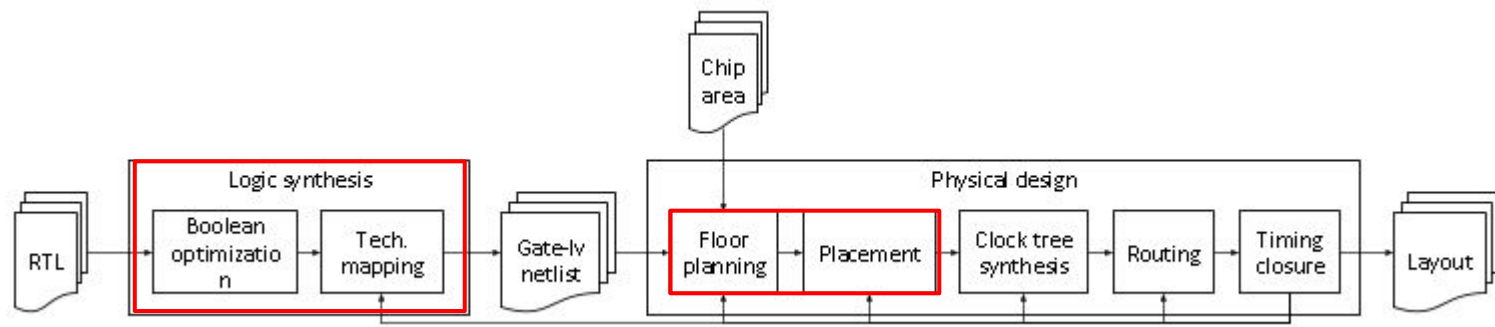 Chip
area
Logic synthesis
Physical design
RTL
Boolean
optimizatio
n
Tech.
mapping
Gate-lv
netlist
Floor
planning
Placement
Clock tree
synthesis
Routing
Timing
closure
Layout